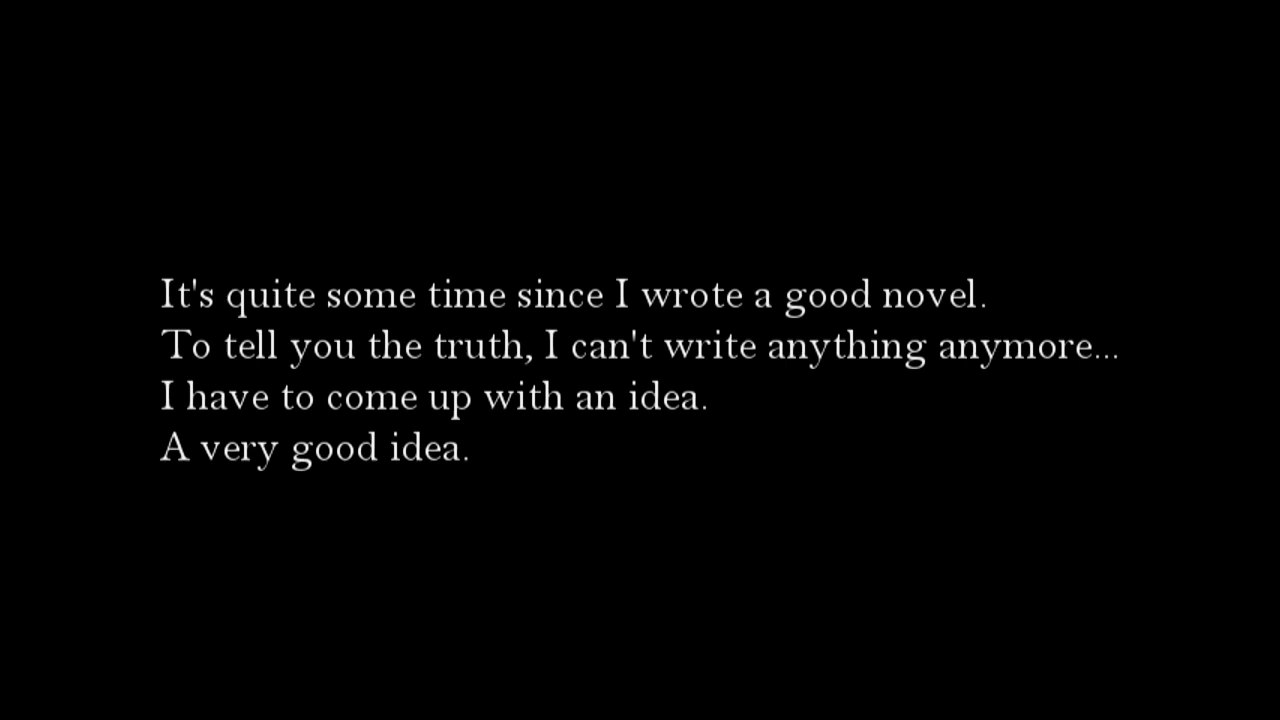 It's quite some time since I wrote a good novel.
To tell you the truth, I can't write anything anymore...
I have to come up with an idea.
A very good idea.